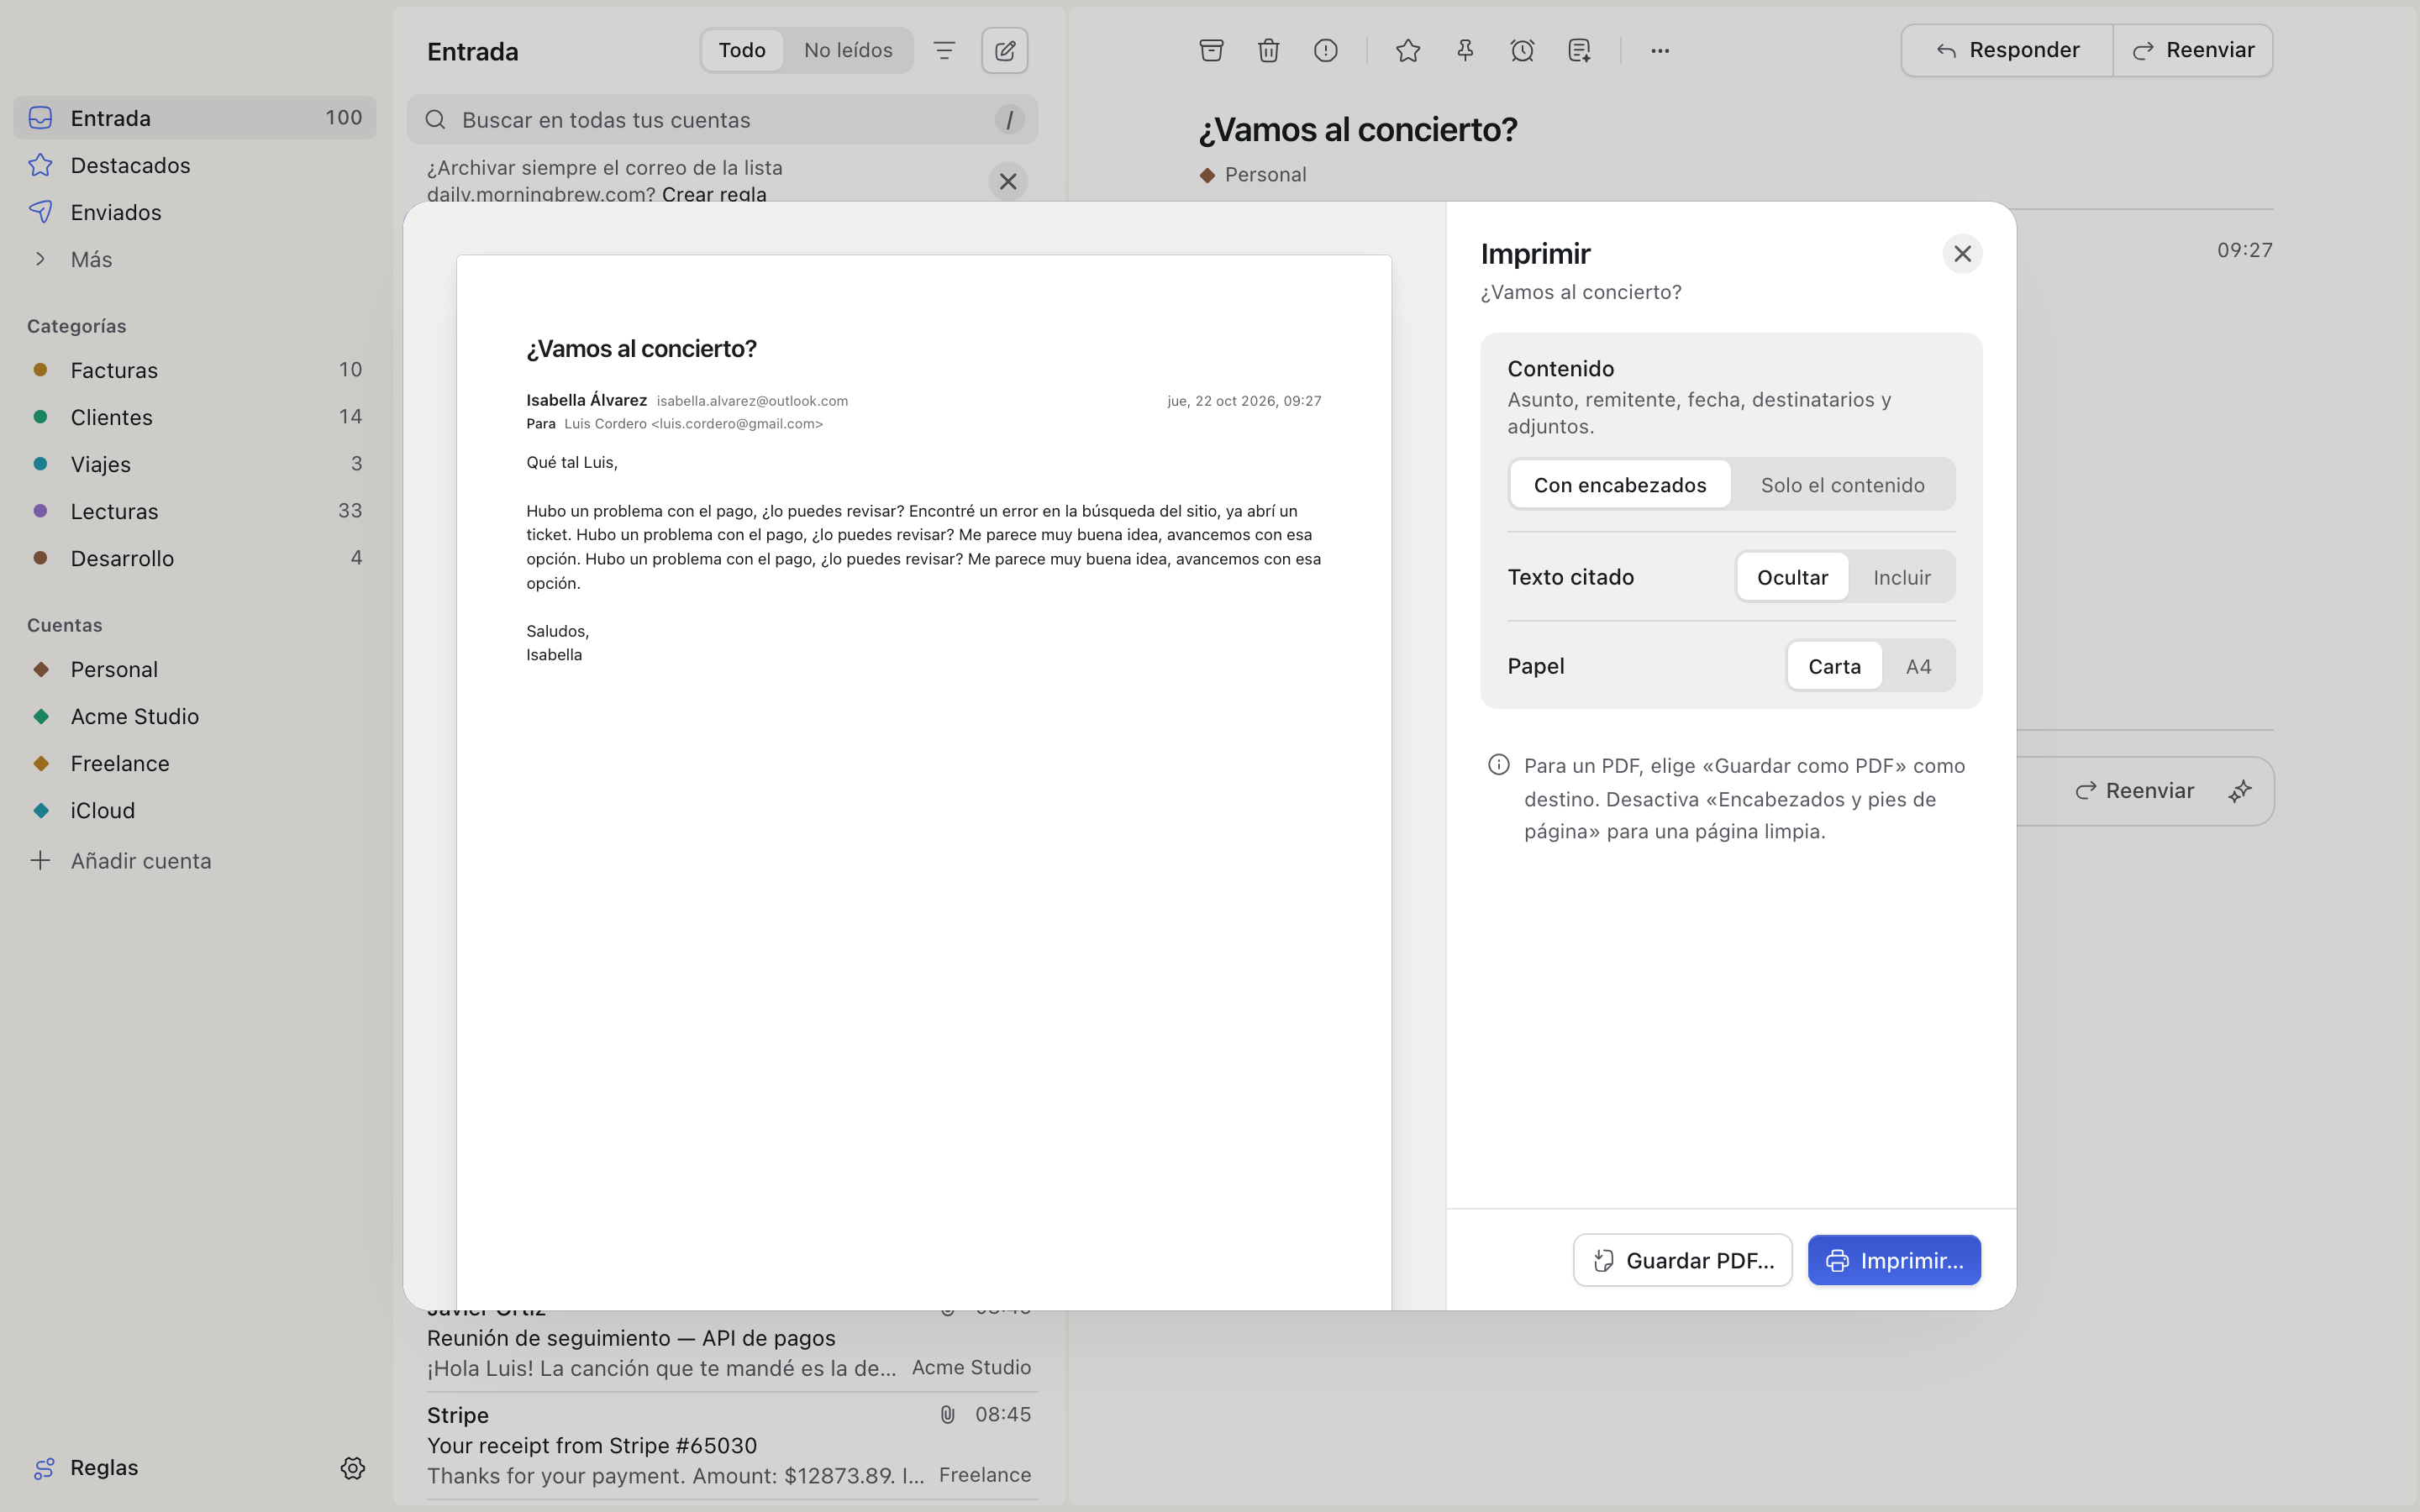 Entrada 100
Destacados
Enviados
Más
Categorías
Facturas 10
Clientes 14
Viajes 3
Lecturas 33
Desarrollo 4
Cuentas
Personal
Acme Studio
Freelance
iCloud
Añadir cuenta
Reglas
Entrada Todo No leídos
Buscar en todas tus cuentas /
¿Archivar siempre el correo de la lista
daily.morningbrew.com? Crear regla
Responder Reenviar
¿Vamos al concierto?
Personal
09:27
¿Vamos al concierto?
Isabella Álvarez isabella.alvarez@outlook.com jue, 22 oct 2026, 09:27
Para Luis Cordero <luis.cordero@gmail.com>
Qué tal Luis,
Hubo un problema con el pago, ¿lo puedes revisar? Encontré un error en la búsqueda del sitio, ya abrí un
ticket. Hubo un problema con el pago, ¿lo puedes revisar? Me parece muy buena idea, avancemos con esa
opción. Hubo un problema con el pago, ¿lo puedes revisar? Me parece muy buena idea, avancemos con esa
opción.
Saludos,
Isabella
Imprimir
¿Vamos al concierto?
Contenido
Asunto, remitente, fecha, destinatarios y
adjuntos.
Con encabezados Solo el contenido
Texto citado Ocultar Incluir
Papel Carta A4
Para un PDF, elige «Guardar como PDF» como
destino. Desactiva «Encabezados y pies de
página» para una página limpia.
Guardar PDF... Imprimir...
Reenviar
Javier Ortiz 08:45
Reunión de seguimiento — API de pagos
¡Hola Luis! La canción que te mandé es la de... Acme Studio
Stripe 08:45
Your receipt from Stripe #65030
Thanks for your payment. Amount: $12873.89. I... Freelance